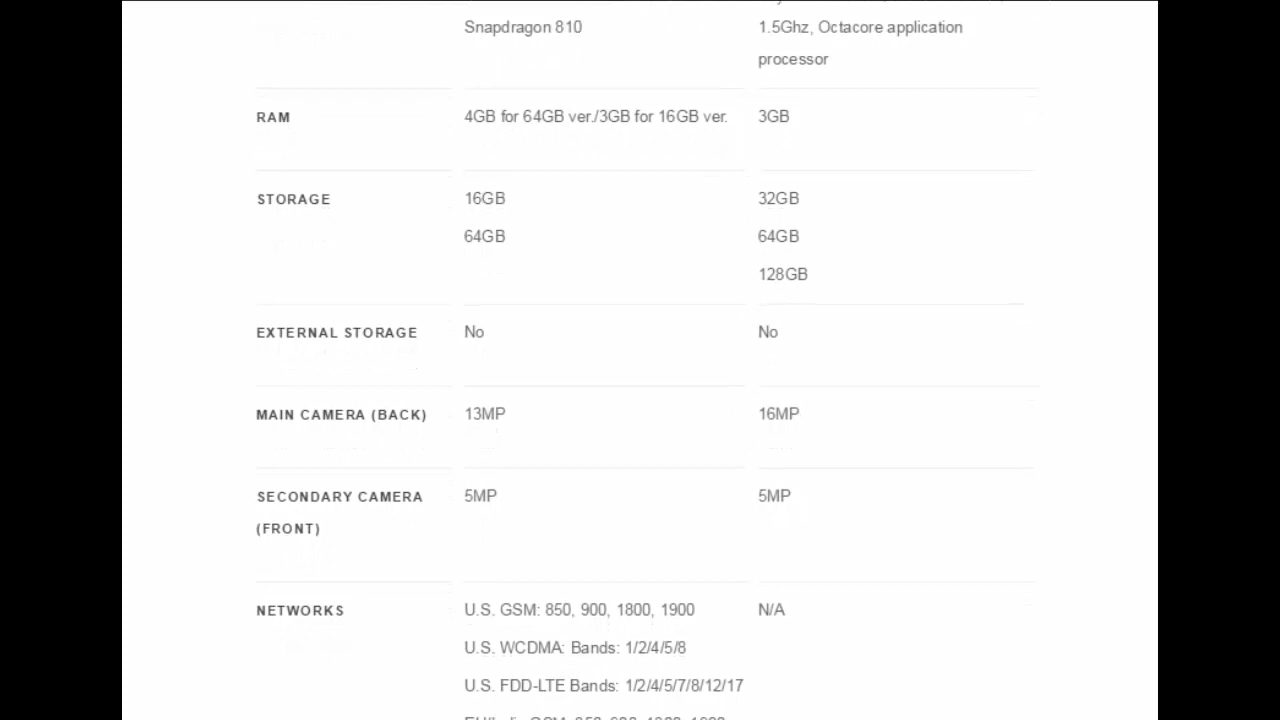 Snapdragon 810
1.5Ghz, Octacore application
processor
RAM
4GB for 64GB ver./3GB for 16GB ver.
3GB
STORAGE
16GB
64GB
32GB
64GB
128GB
EXTERNAL STORAGE
No
No
MAIN CAMERA (BACK)
13MP
16MP
SECONDARY CAMERA
(FRONT)
5MP
5MP
NETWORKS
U.S. GSM: 850, 900, 1800, 1900
U.S. WCDMA: Bands: 1/2/4/5/8
U.S. FDD-LTE Bands: 1/2/4/5/7/8/12/17
N/A